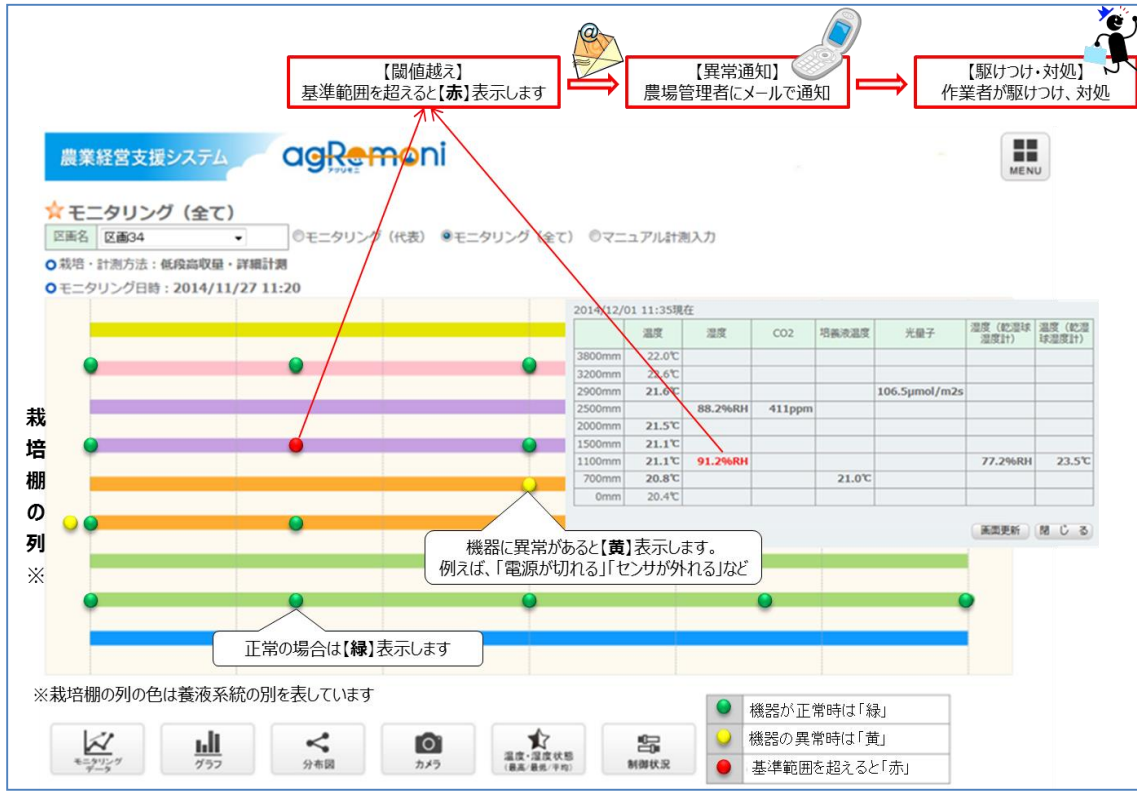 【閾値越え】
基準範囲を超えると【赤】表示します
【異常通知】
農場管理者にメールで通知
【駆けつけ・対処】
作業者が駆けつけ、対処
農業経営支援システム
agRemoni
アグリモニ
MENU
モニタリング（全て）
区画名 区画34
モニタリング（代表） モニタリング（全て） マニュアル計測入力
栽培・計測方法：低段高収量・詳細計測
モニタリング日時：2014/11/27 11:20
2014/12/01 11:35現在
温度 湿度 CO2 培養液温度 光量子 湿度（乾湿球湿度計） 温度（乾湿球湿度計）
3800mm 22.0℃
3200mm 22.6℃
2900mm 21.6℃ 106.5μmol/m2s
2500mm 88.2%RH 411ppm
2000mm 21.5℃
1500mm 21.1℃
1100mm 21.1℃ 91.2%RH 77.2%RH 23.5℃
700mm 20.8℃ 21.0℃
0mm 20.4℃
画面更新 閉じる
栽培棚の列※
機器に異常があると【黄】表示します。
例えば、「電源が切れる」「センサが外れる」など
正常の場合は【緑】表示します
※栽培棚の列の色は養液系統の別を表しています
機器が正常時は「緑」
機器の異常時は「黄」
基準範囲を超えると「赤」
モニタリング
データ
グラフ
分布図
カメラ
温度・湿度状態
（最高/最低/平均）
制御状況